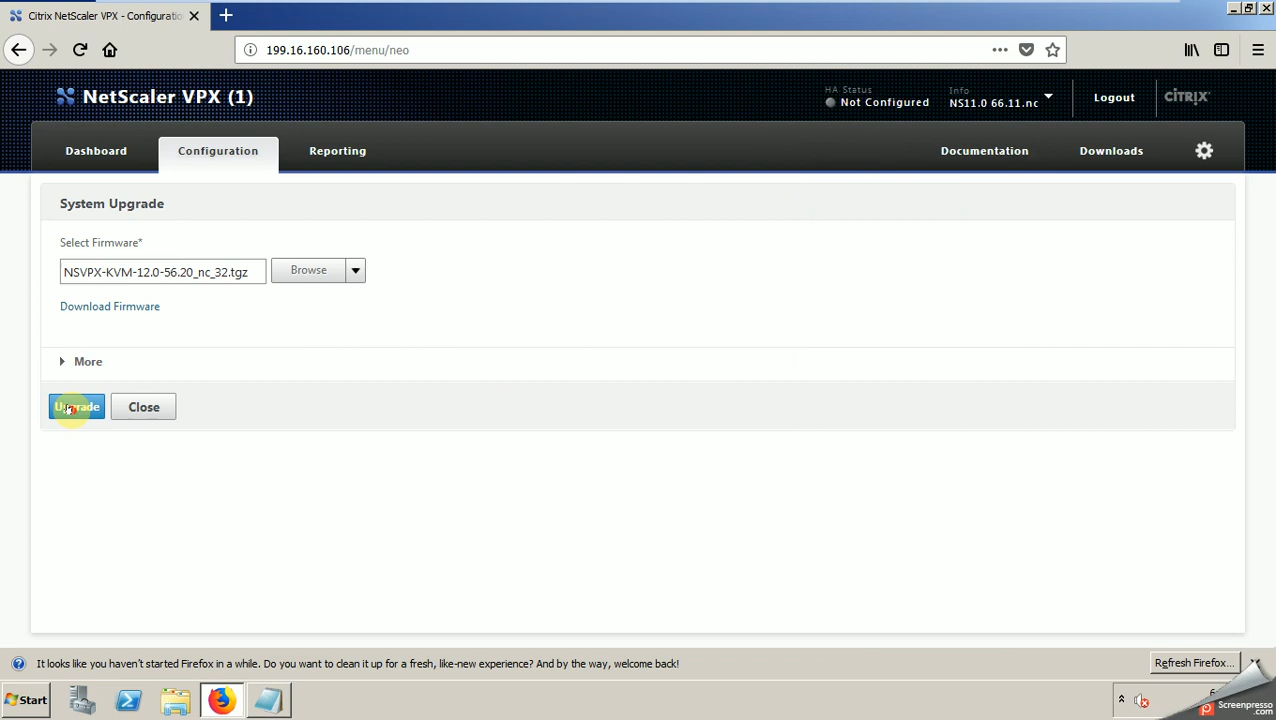 Citrix NetScaler VPX - Configuratio
199.16.160.106/menu/neo
NetScaler VPX (1)
HA Status
Not Configured
Info
NS11.0 66.11.nc
Logout
CITRIX
Dashboard
Configuration
Reporting
Documentation
Downloads
System Upgrade
Select Firmware*
NSVPX-KVM-12.0-56.20_nc_32.tgz
Browse
Download Firmware
More
Upgrade
Close
It looks like you haven't started Firefox in a while. Do you want to clean it up for a fresh, like-new experience? And by the way, welcome back!
Refresh Firefox...
Start
Screenpresso
.com